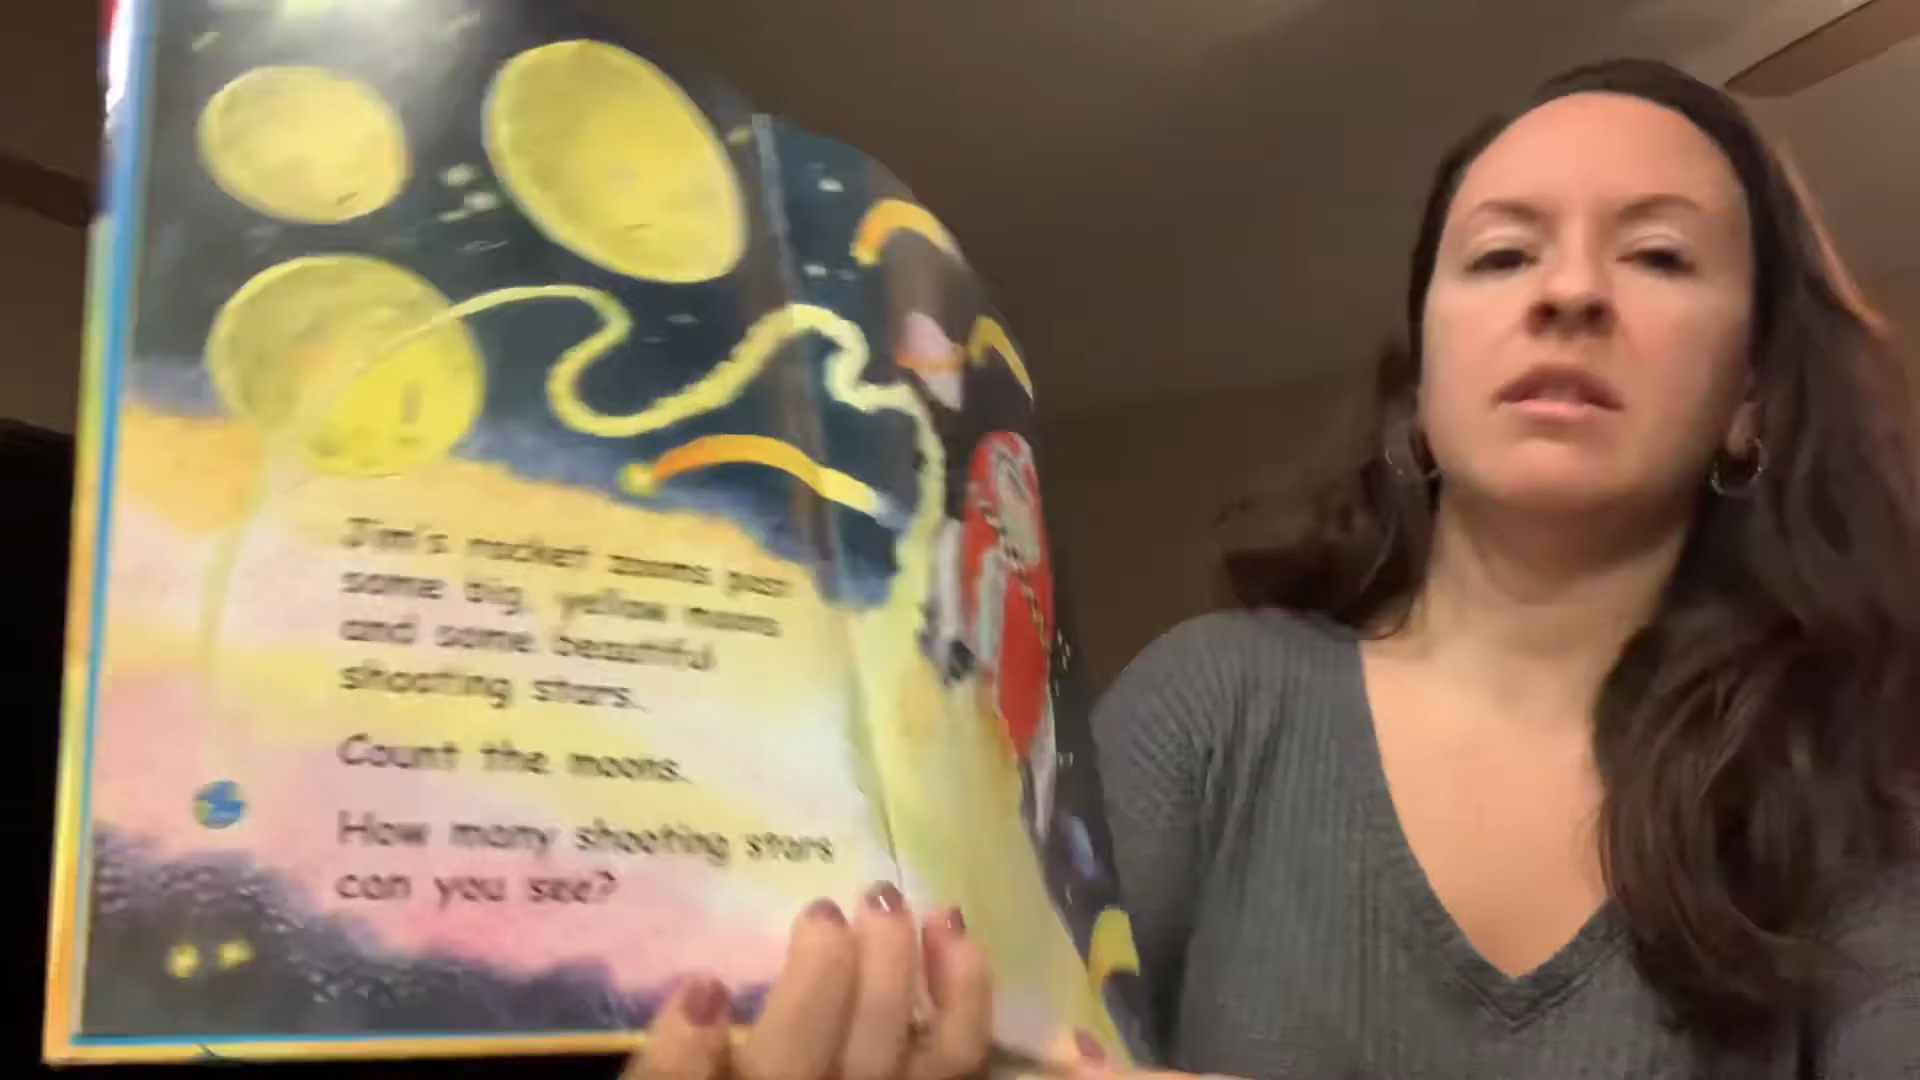 Jim's rocket zooms past
some big, yellow moons
and some beautiful
shooting stars.
Count the moons.
How many shooting stars
can you see?